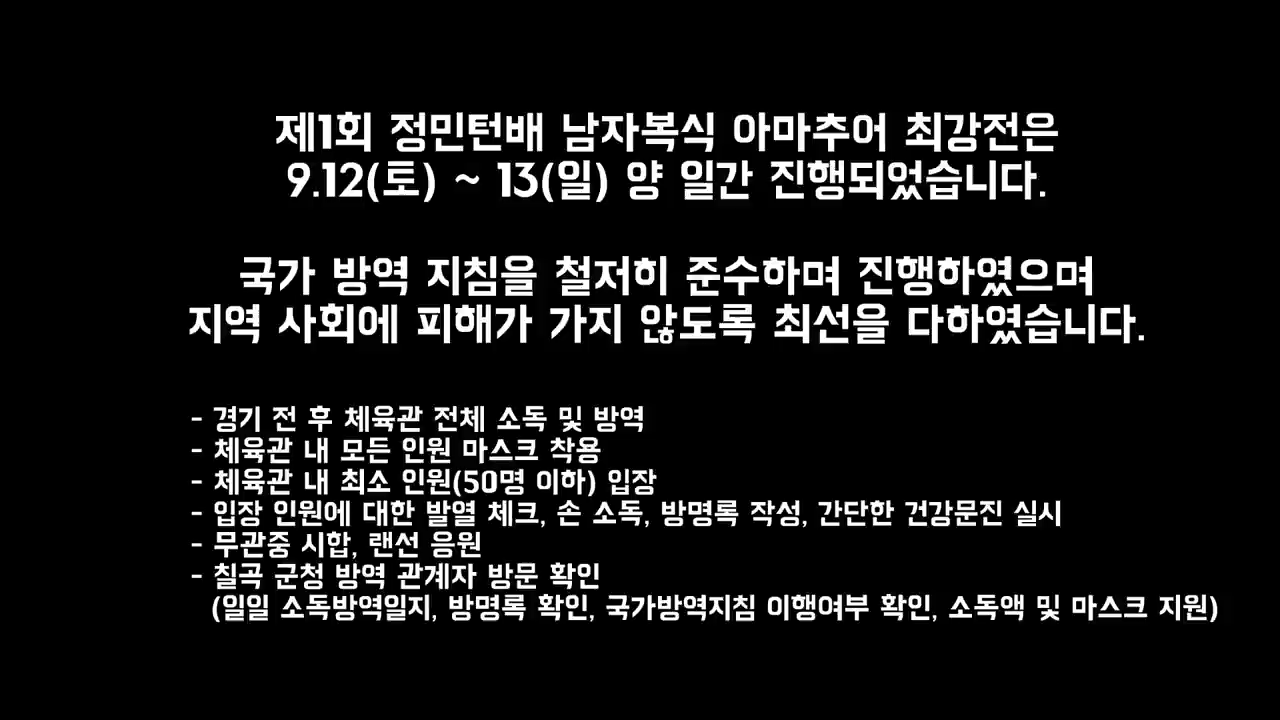 제1회 정민턴배 남자복식 아마추어 최강전은
9.12(토) ~ 13(일) 양 일간 진행되었습니다.
국가 방역 지침을 철저히 준수하며 진행하였으며
지역 사회에 피해가 가지 않도록 최선을 다하였습니다.
- 경기 전 후 체육관 전체 소독 및 방역
- 체육관 내 모든 인원 마스크 착용
- 체육관 내 최소 인원(50명 이하) 입장
- 입장 인원에 대한 발열 체크, 손 소독, 방명록 작성, 간단한 건강문진 실시
- 무관중 시합, 랜선 응원
- 칠곡 군청 방역 관계자 방문 확인
(일일 소독방역일지, 방명록 확인, 국가방역지침 이행여부 확인, 소독액 및 마스크 지원)